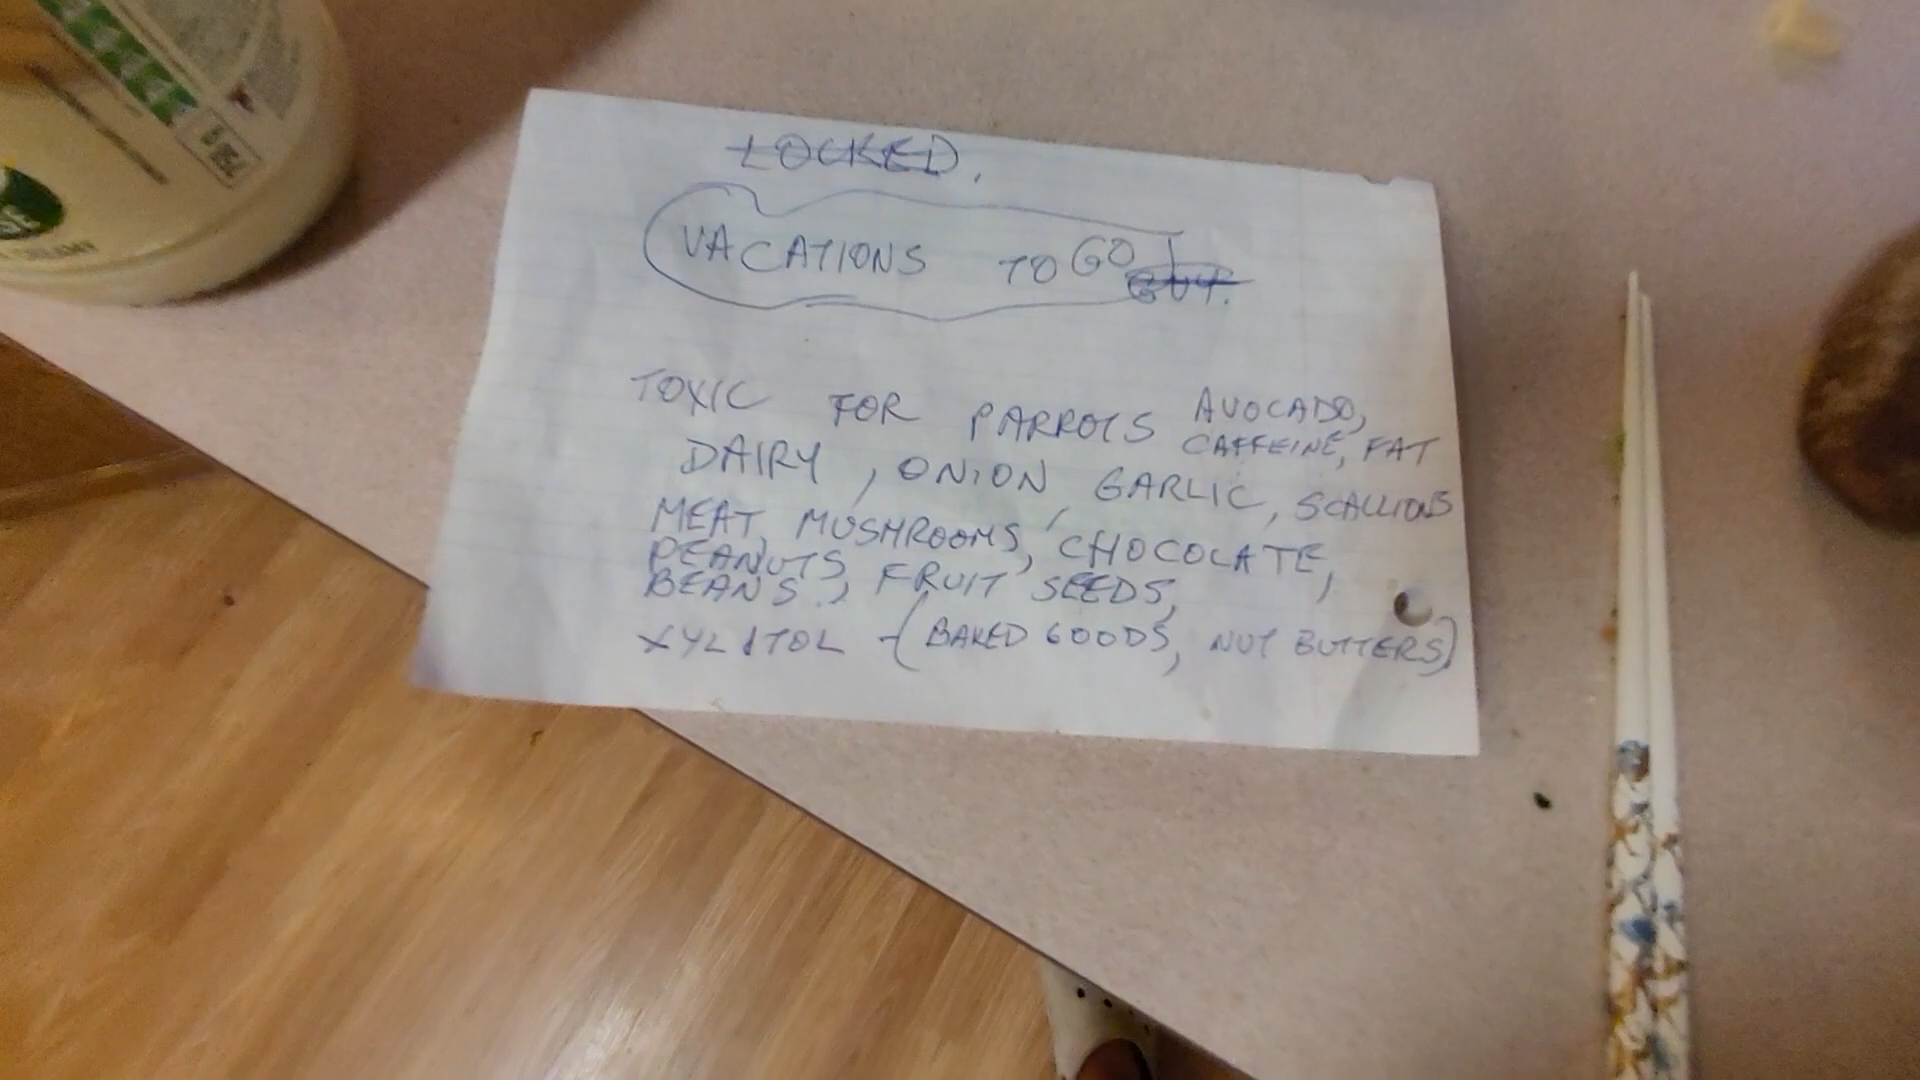 LOCKED.
VACATIONS TO GO
GUT.
TOXIC FOR PARROTS AVOCADO,
CAFFEINE, FAT
DAIRY, ONION, GARLIC, SCALLIONS
MEAT, MUSHROOMS, CHOCOLATE,
PEANUTS,
BEANS, FRUIT SEEDS,
XYLITOL - (BAKED GOODS, NUT BUTTERS)